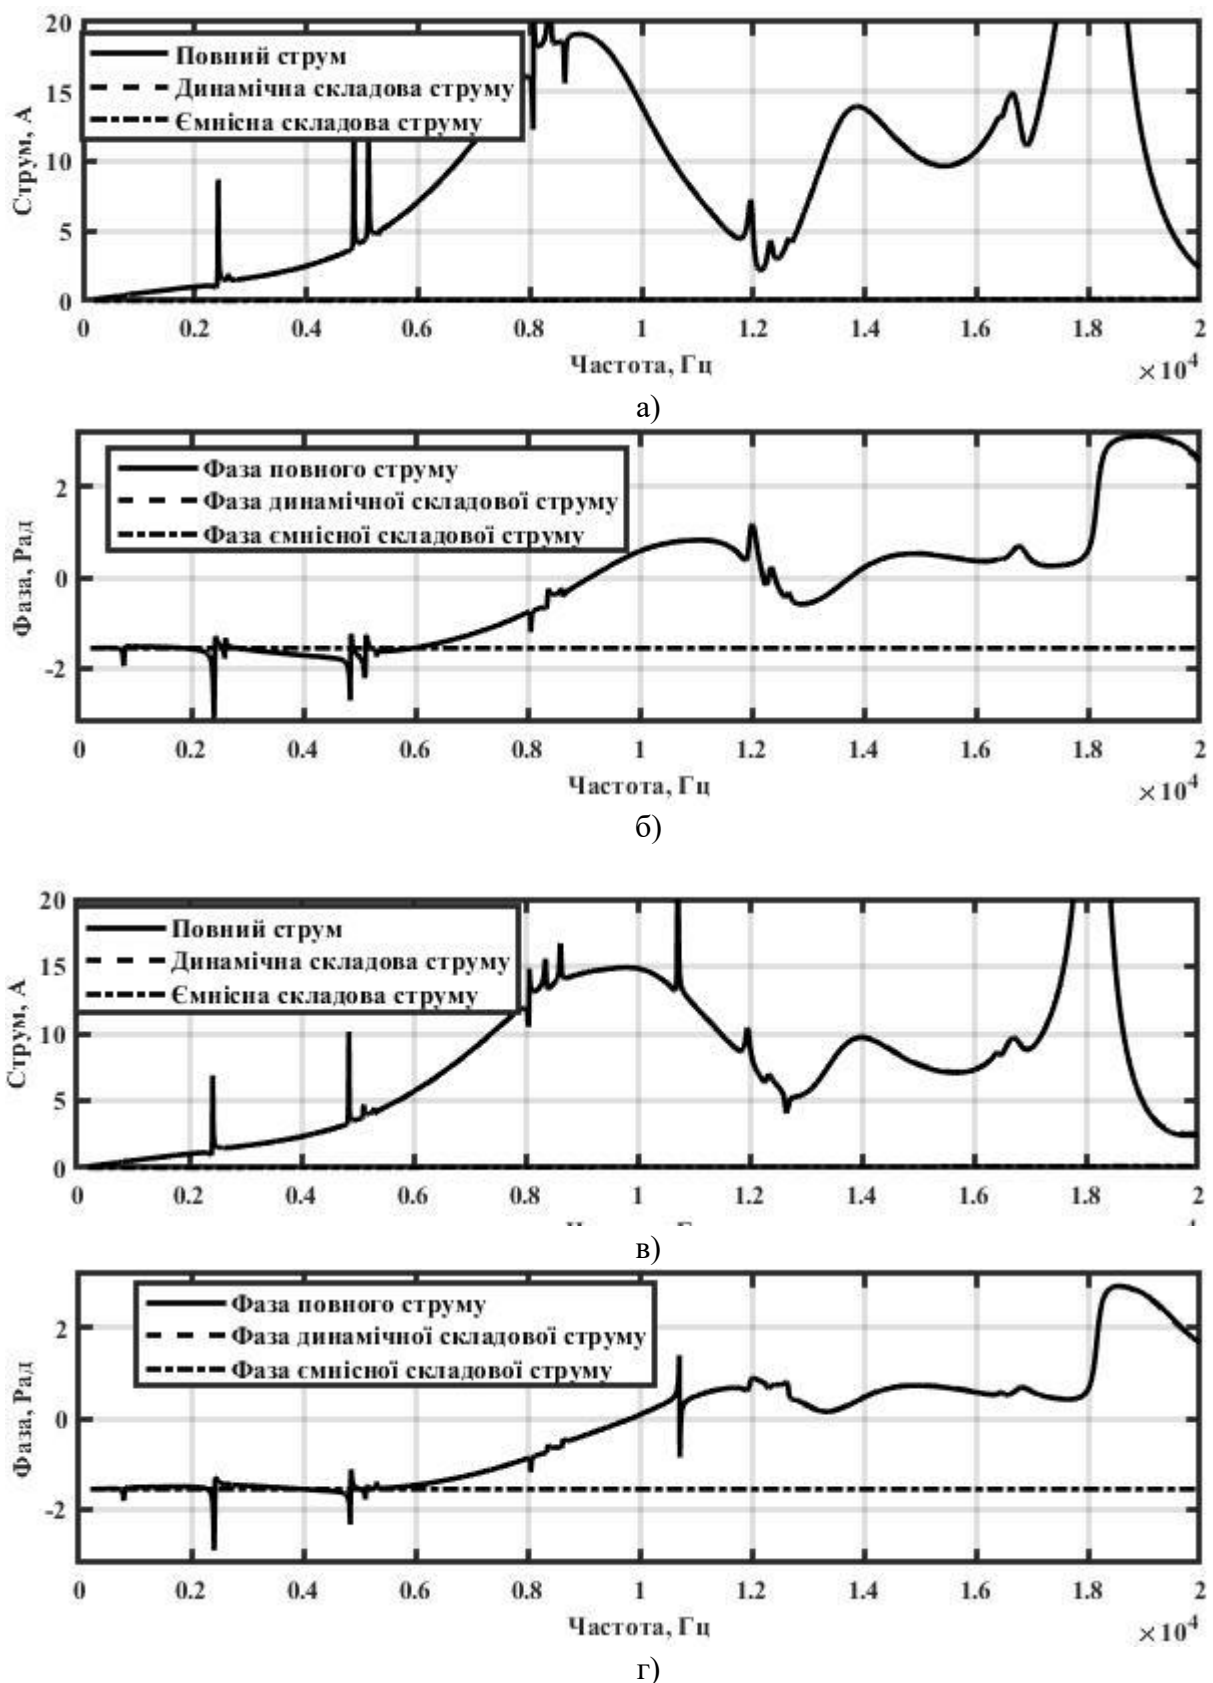 20
15
10
5
0
Струм, А
Повний струм
Динамічна складова струму
Ємнісна складова струму
0 0.2 0.4 0.6 0.8 1 1.2 1.4 1.6 1.8 2
Частота, Гц
×10⁴
а)
2
0
-2
Фаза, Рад
Фаза повного струму
Фаза динамічної складової струму
Фаза ємнісної складової струму
0 0.2 0.4 0.6 0.8 1 1.2 1.4 1.6 1.8 2
Частота, Гц
×10⁴
б)
20
15
10
5
0
Струм, А
Повний струм
Динамічна складова струму
Ємнісна складова струму
0 0.2 0.4 0.6 0.8 1 1.2 1.4 1.6 1.8 2
в)
2
0
-2
Фаза, Рад
Фаза повного струму
Фаза динамічної складової струму
Фаза ємнісної складової струму
0 0.2 0.4 0.6 0.8 1 1.2 1.4 1.6 1.8 2
Частота, Гц
×10⁴
г)